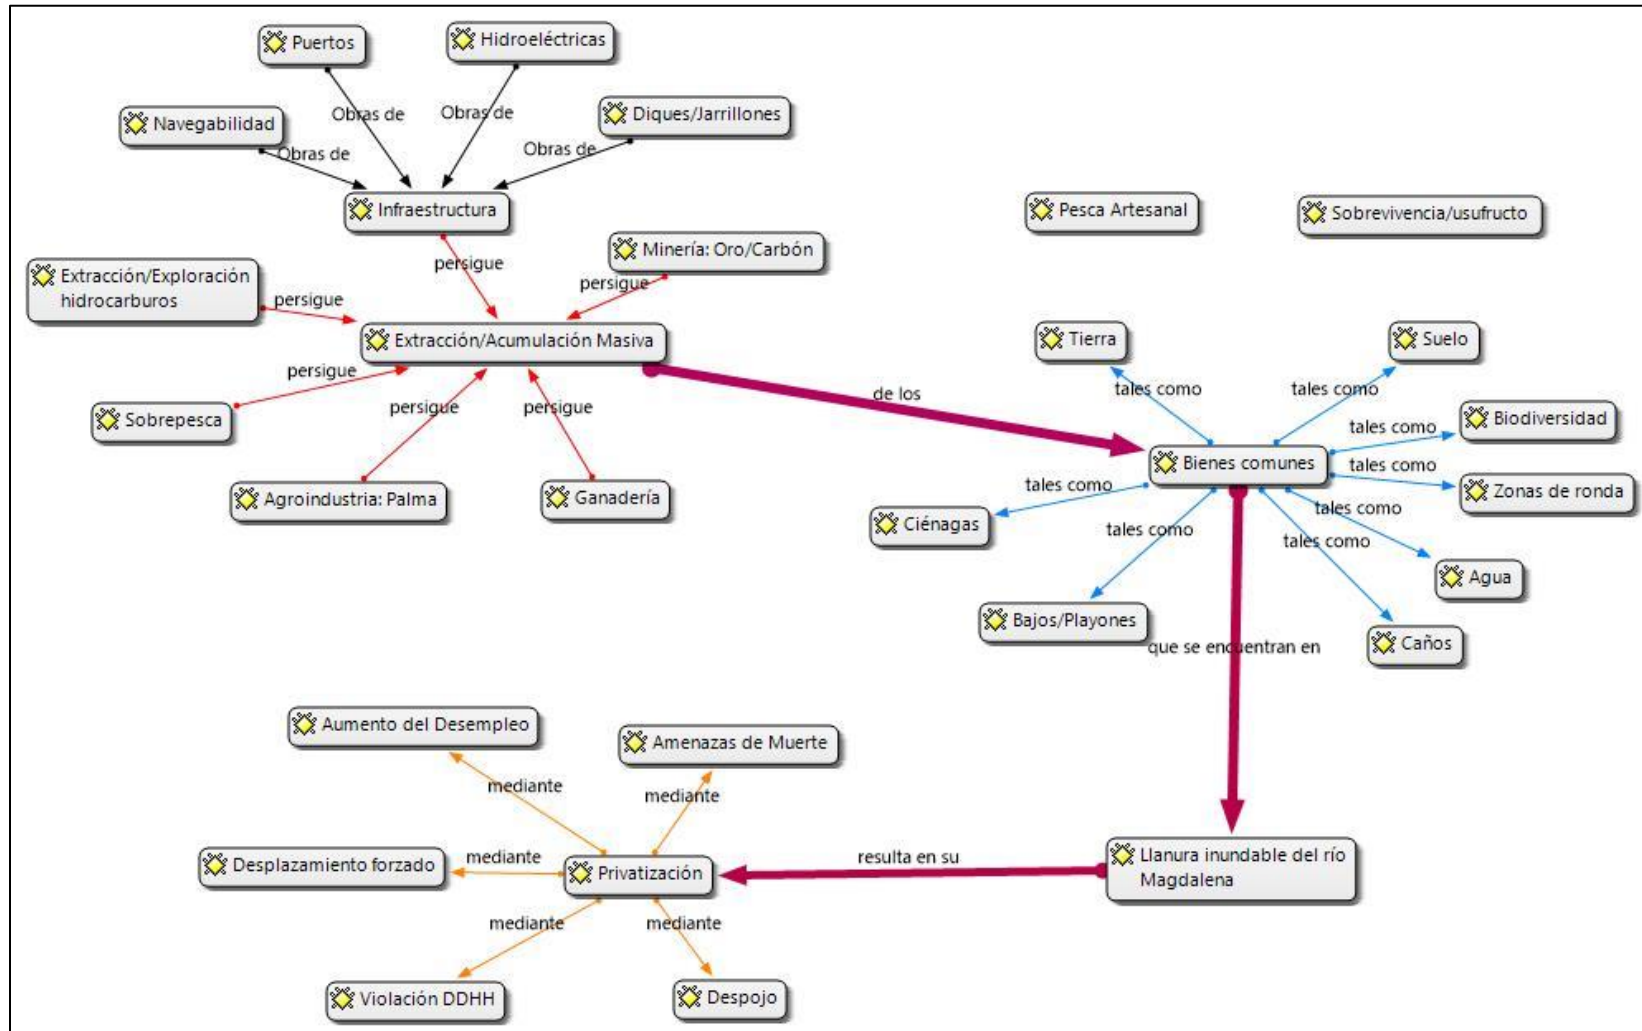 Puertos
Hidroeléctricas
Navegabilidad
Diques/Jarrillones
Obras de
Obras de
Obras de
Obras de
Infraestructura
Pesca Artesanal
Sobrevivencia/usufructo
Minería: Oro/Carbón
Extracción/Exploración
hidrocarburos
persigue
persigue
persigue
Extracción/Acumulación Masiva
Tierra
Suelo
persigue
persigue
persigue
de los
tales como
tales como
Sobrepesca
Biodiversidad
tales como
Bienes comunes
tales como
Agroindustria: Palma
Ganadería
Zonas de ronda
tales como
tales como
Ciénagas
tales como
tales como
Agua
Bajos/Playones
Caños
que se encuentran en
Aumento del Desempleo
Amenazas de Muerte
mediante
mediante
Desplazamiento forzado
mediante
Privatización
resulta en su
Llanura inundable del río
Magdalena
mediante
mediante
Violación DDHH
Despojo